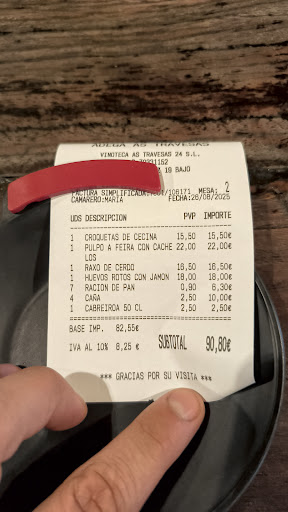 ADEGA AS TRAVESAS
VINOTECA AS TRAVESAS 24 S.L.
19 BAJO
FACTURA SIMPLIFICADA: /106171 MESA: 2
CAMARERO:MARIA FECHA:26/08/2025
UDS DESCRIPCION PVP IMPORTE
1 CROQUETAS DE CECINA 15,50 15,50€
1 PULPO A FEIRA CON CACHE 22,00 22,00€
LOS
1 RAXO DE CERDO 16,50 16,50€
1 HUEVOS ROTOS CON JAMON 18,00 18,00€
7 RACION DE PAN 0,90 6,30€
4 CAÑA 2,50 10,00€
1 CABREIROA 50 CL 2,50 2,50€
BASE IMP. 82,55€
IVA AL 10% 8,25 € SUBTOTAL 90,80€
*** GRACIAS POR SU VISITA ***